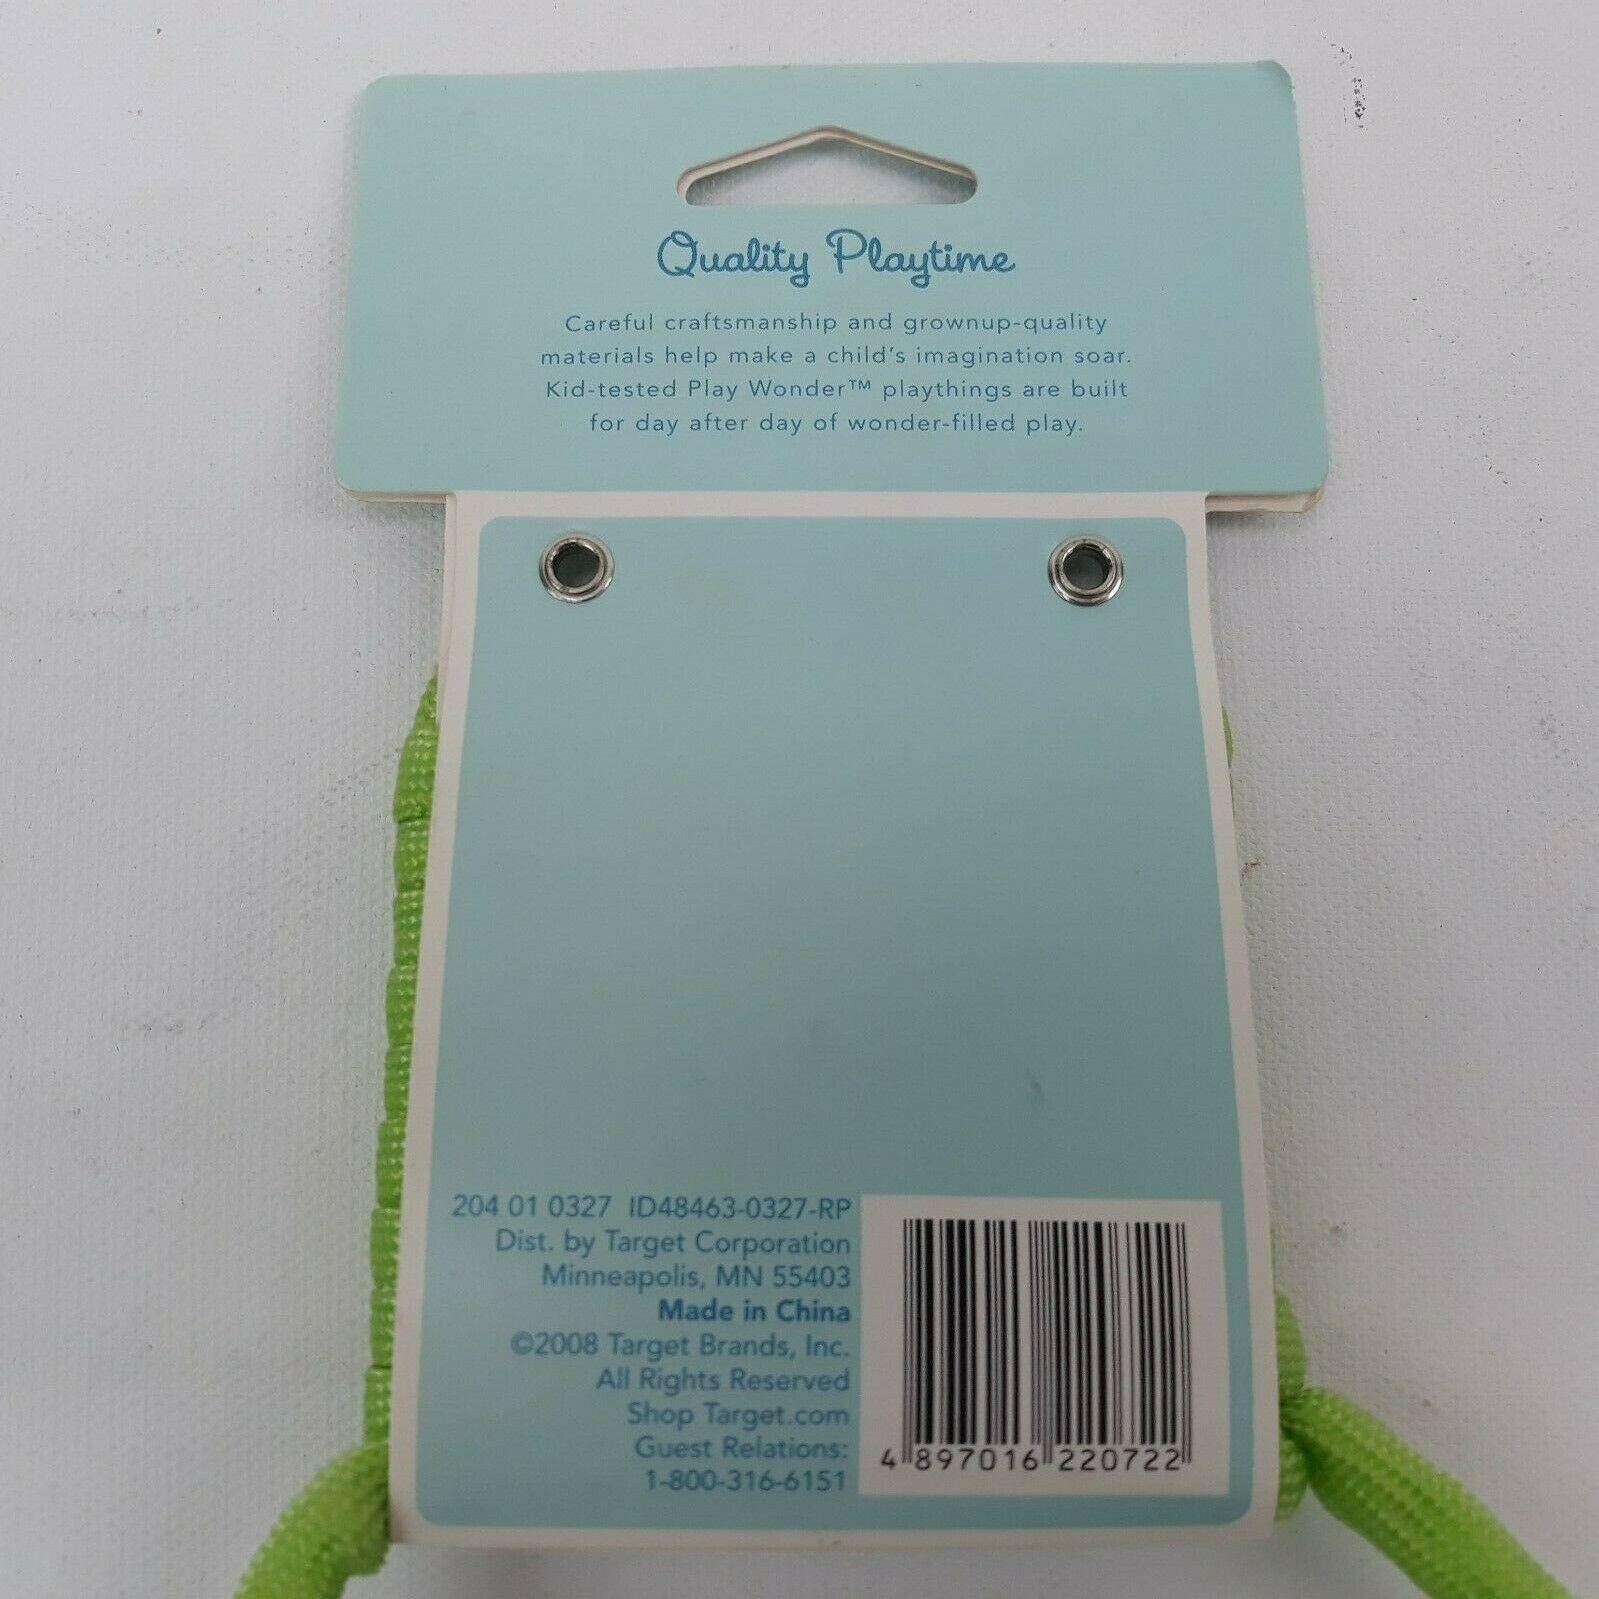 Quality Playtime
Careful craftsmanship and grownup-quality
materials help make a child's imagination soar.
Kid-tested Play Wonder™ playthings are built
for day after day of wonder-filled play.
204 01 0327 ID48463-0327-RP
Dist. by Target Corporation
Minneapolis, MN 55403
Made in China
©2008 Target Brands, Inc.
All Rights Reserved
Shop Target.com
Guest Relations:
1-800-316-6151
4 897016 220722